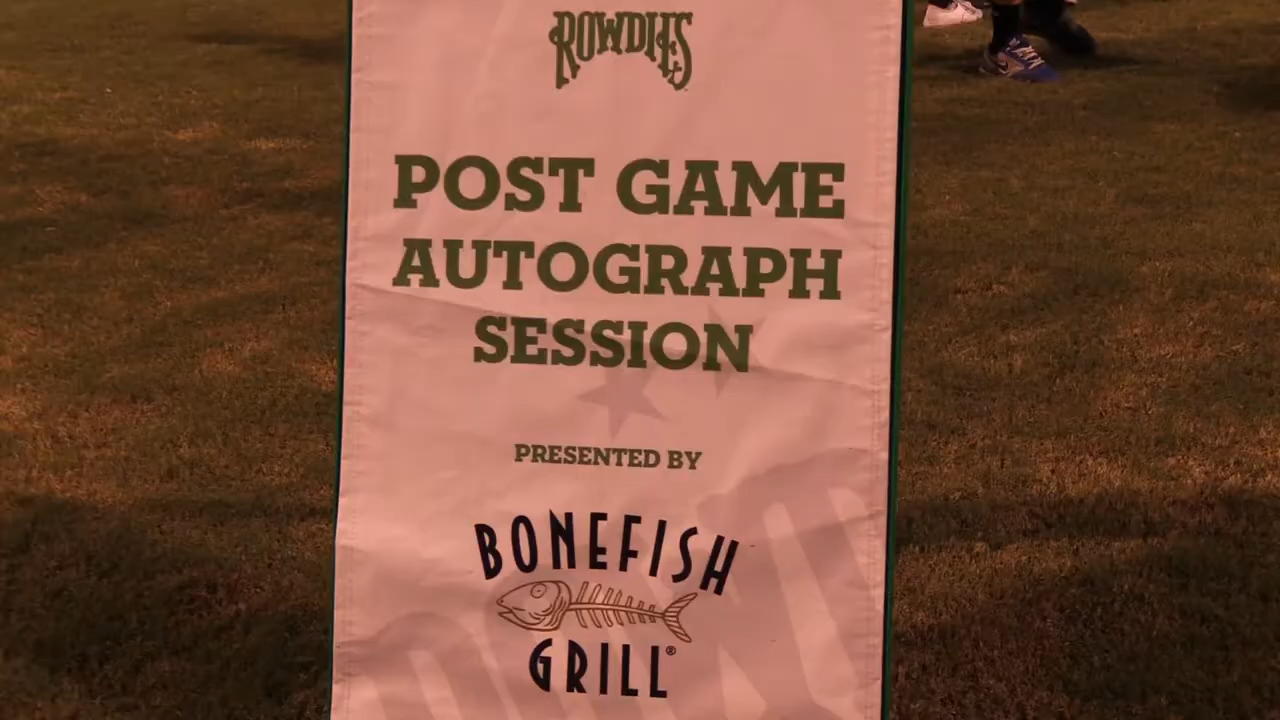 ROWDIES
POST GAME
AUTOGRAPH
SESSION
PRESENTED BY
BONEFISH
GRILL®